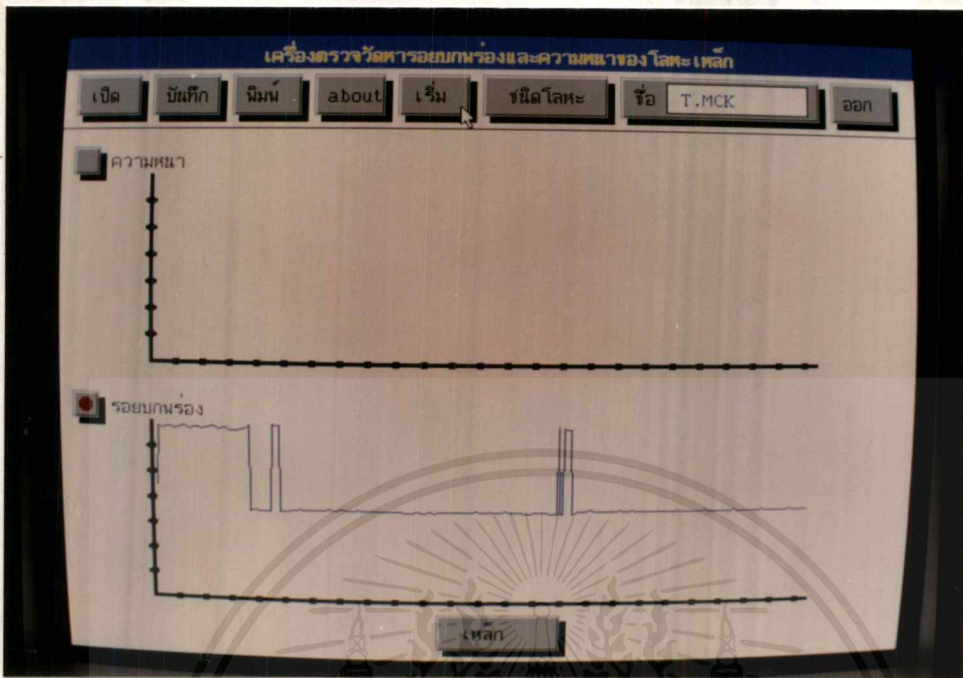 เครื่องตรวจวัดหารอยบกพร่องและความหนาของโลหะเหล็ก
เปิด บันทึก พิมพ์ about เริ่ม ชนิดโลหะ ชื่อ T.MCK ออก
ความหนา
รอยบกพร่อง
เหล็ก